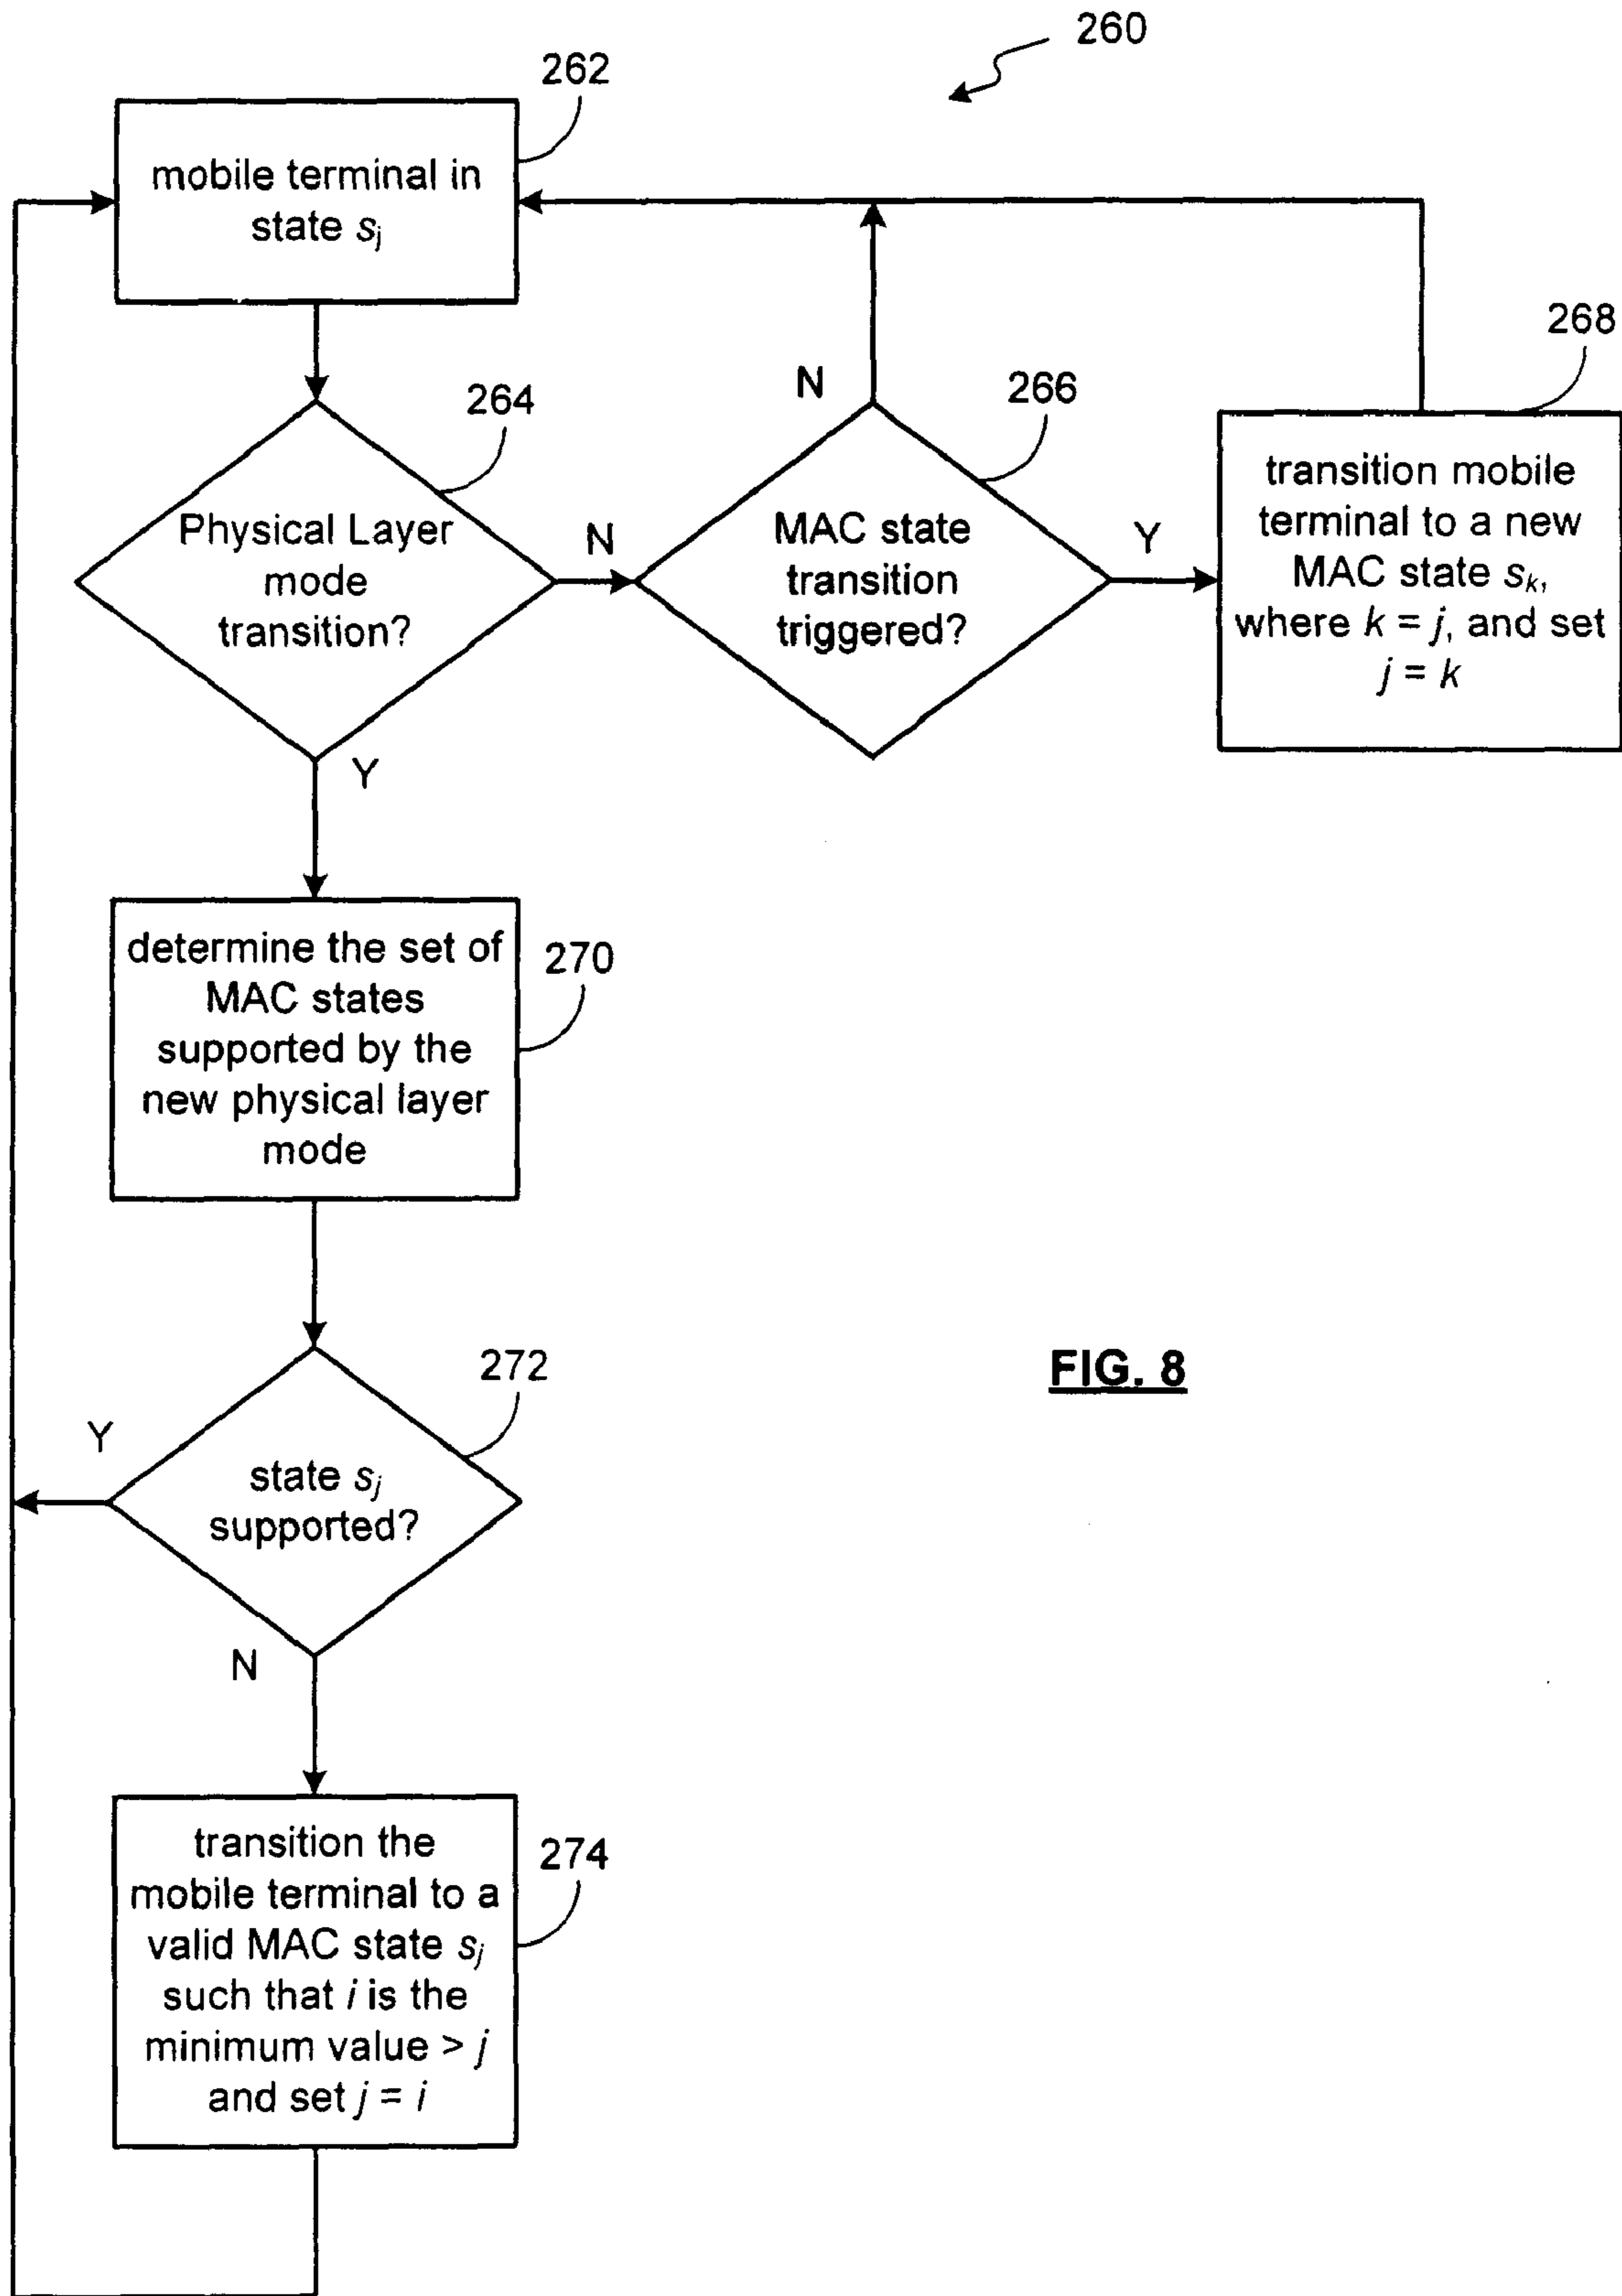 260
262
mobile terminal in
state sj
264
Physical Layer
mode
transition?
N
Y
266
MAC state
transition
triggered?
N
Y
268
transition mobile
terminal to a new
MAC state sk,
where k = j, and set
j = k
270
determine the set of
MAC states
supported by the
new physical layer
mode
272
state sj
supported?
Y
N
274
transition the
mobile terminal to a
valid MAC state sj
such that i is the
minimum value > j
and set j = i
FIG. 8